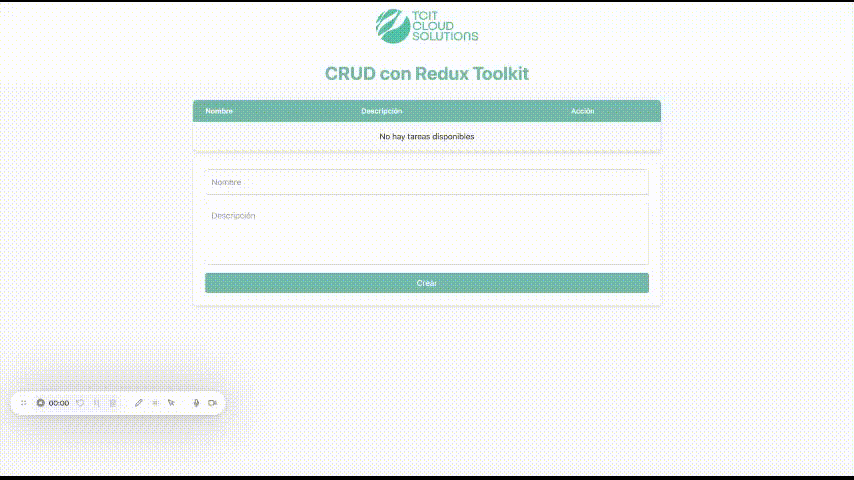 TCIT
CLOUD
SOLUTIONS
CRUD con Redux Toolkit
Nombre Descripción Acción
No hay tareas disponibles
Nombre
Descripción
Crear
00:00